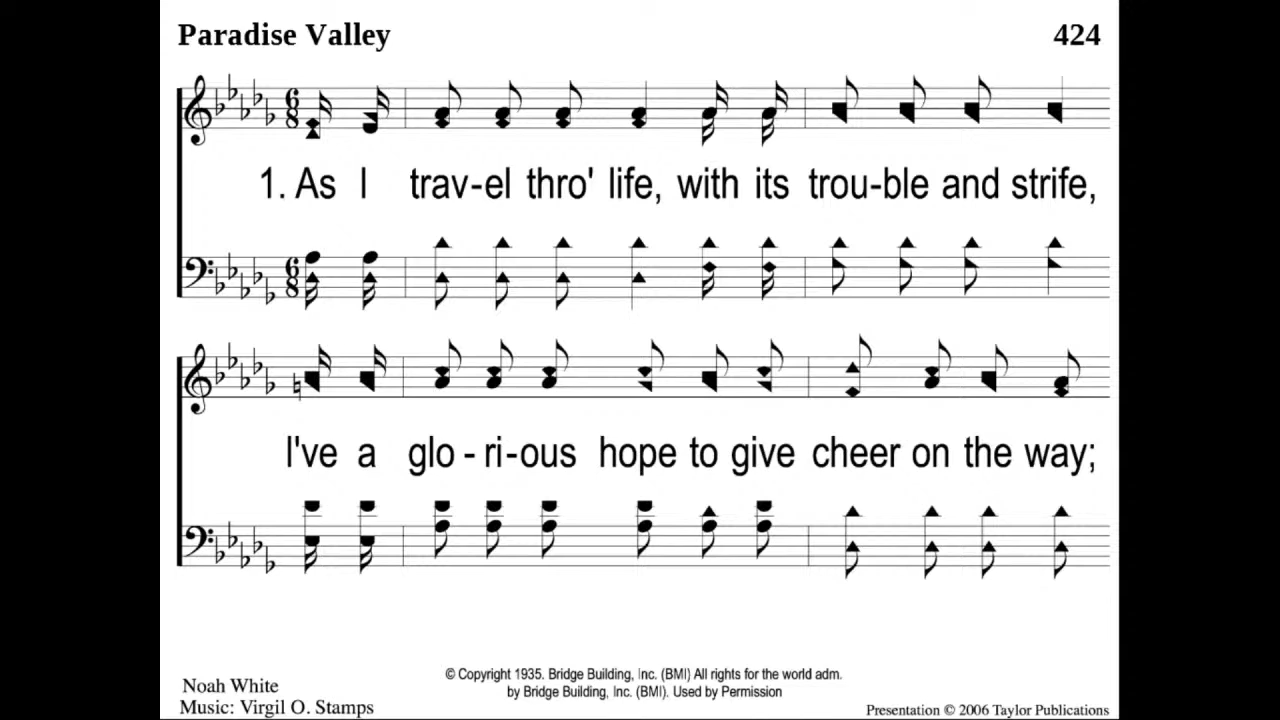 Paradise Valley 424
1. As I trav-el thro' life, with its trou-ble and strife,
I've a glo - ri-ous hope to give cheer on the way;
© Copyright 1935. Bridge Building, Inc. (BMI) All rights for the world adm.
by Bridge Building, Inc. (BMI). Used by Permission
Noah White
Music: Virgil O. Stamps
Presentation © 2006 Taylor Publications